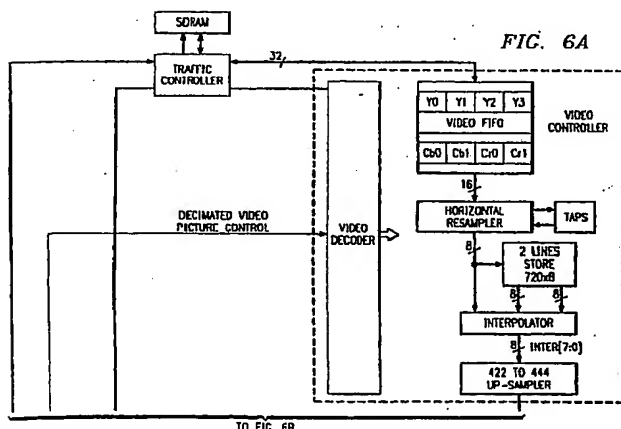 FIG. 6A
SDRAM
TRAFFIC
CONTROLLER
32
Y0 Y1 Y2 Y3
VIDEO FIFO
Cb0 Cb1 Cr0 Cr1
VIDEO
CONTROLLER
16
HORIZONTAL
RESAMPLER
TAPS
DECIMATED VIDEO
PICTURE CONTROL
VIDEO
DECODER
8
2 LINES
STORE
720x8
8
8
INTERPOLATOR
8
INTER[7:0]
422 TO 444
UP-SAMPLER
TO FIG. 6B